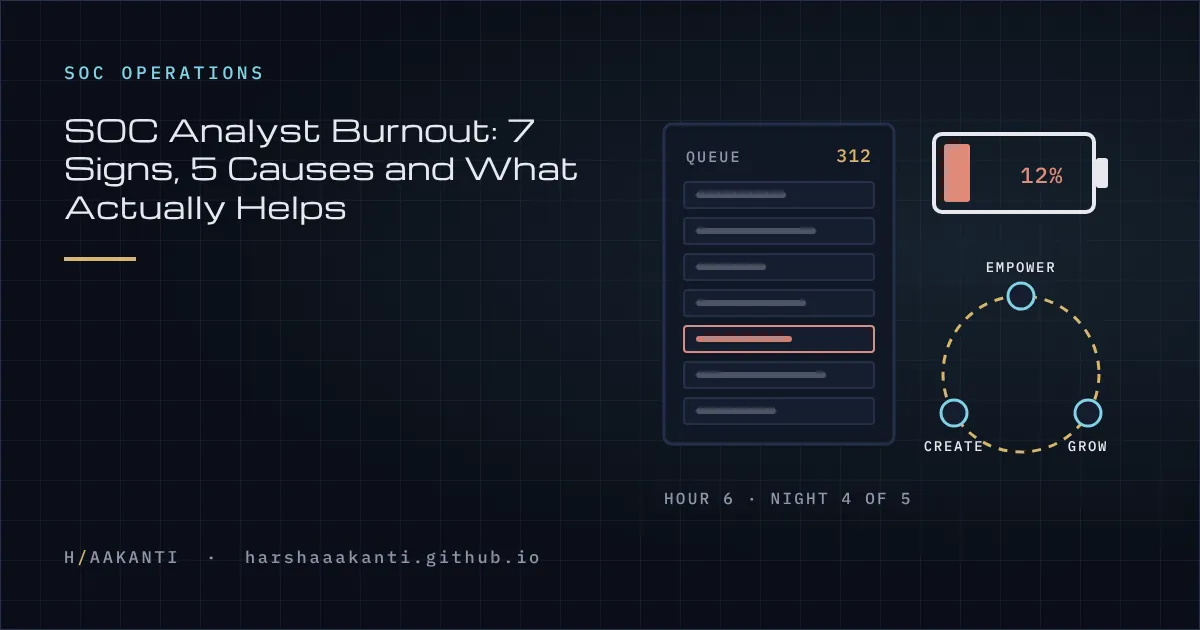 SOC OPERATIONS
SOC Analyst Burnout: 7
Signs, 5 Causes and What
Actually Helps
QUEUE 312
12%
EMPOWER
CREATE
GROW
HOUR 6 · NIGHT 4 OF 5
H/AAKANTI · harshaaakanti.github.io